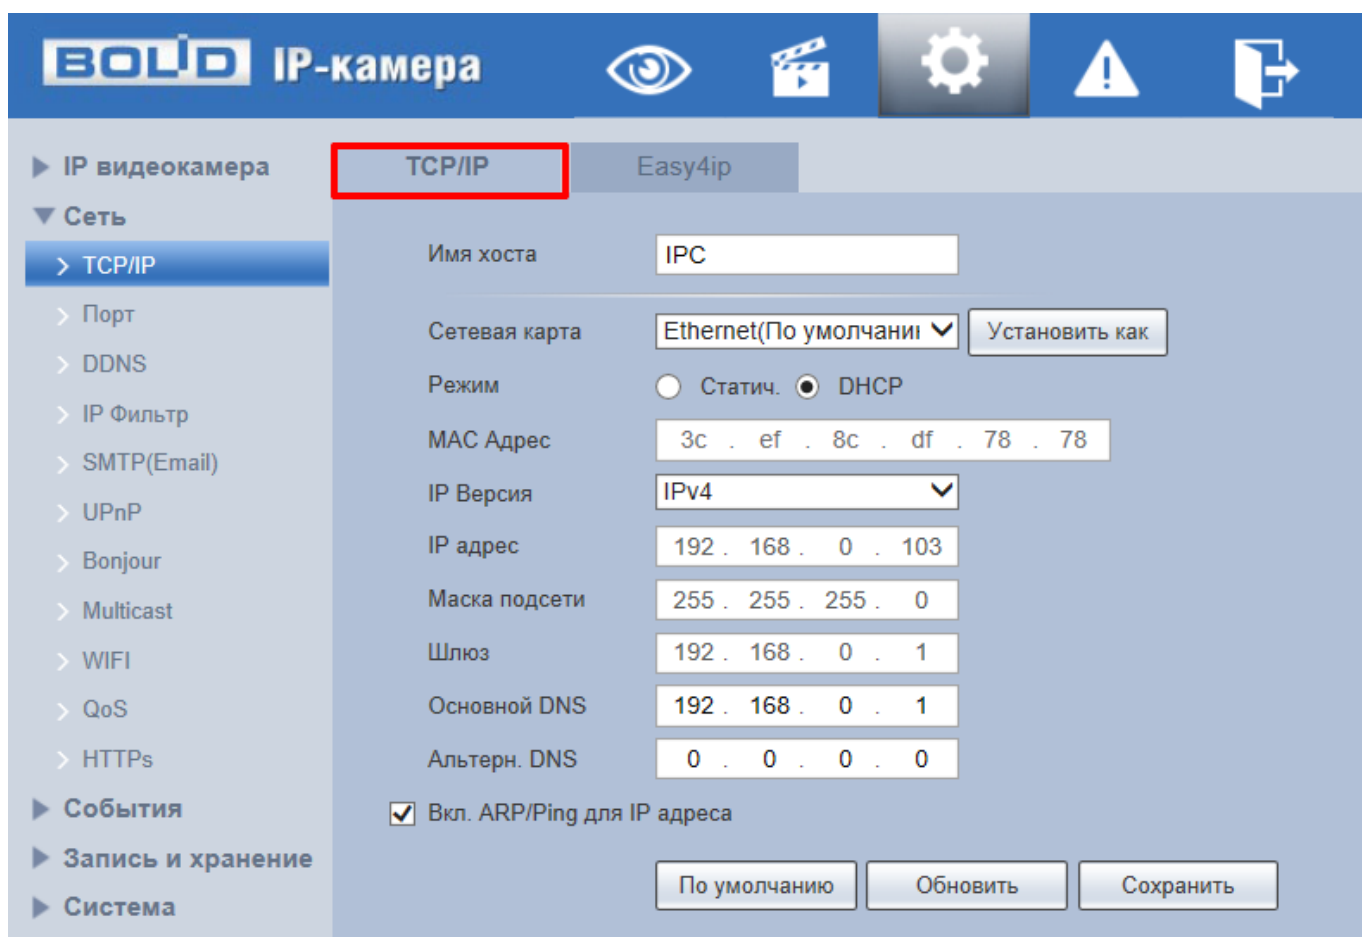 BOLID IP-камера
IP видеокамера
Сеть
TCP/IP
Порт
DDNS
IP Фильтр
SMTP(Email)
UPnP
Bonjour
Multicast
WIFI
QoS
HTTPs
События
Запись и хранение
Система
TCP/IP Easy4ip
Имя хоста IPC
Сетевая карта Ethernet(По умолчани Установить как
Режим Статич. DHCP
MAC Адрес 3c . ef . 8c . df . 78 . 78
IP Версия IPv4
IP адрес 192 . 168 . 0 . 103
Маска подсети 255 . 255 . 255 . 0
Шлюз 192 . 168 . 0 . 1
Основной DNS 192 . 168 . 0 . 1
Альтерн. DNS 0 . 0 . 0 . 0
Вкл. ARP/Ping для IP адреса
По умолчанию Обновить Сохранить